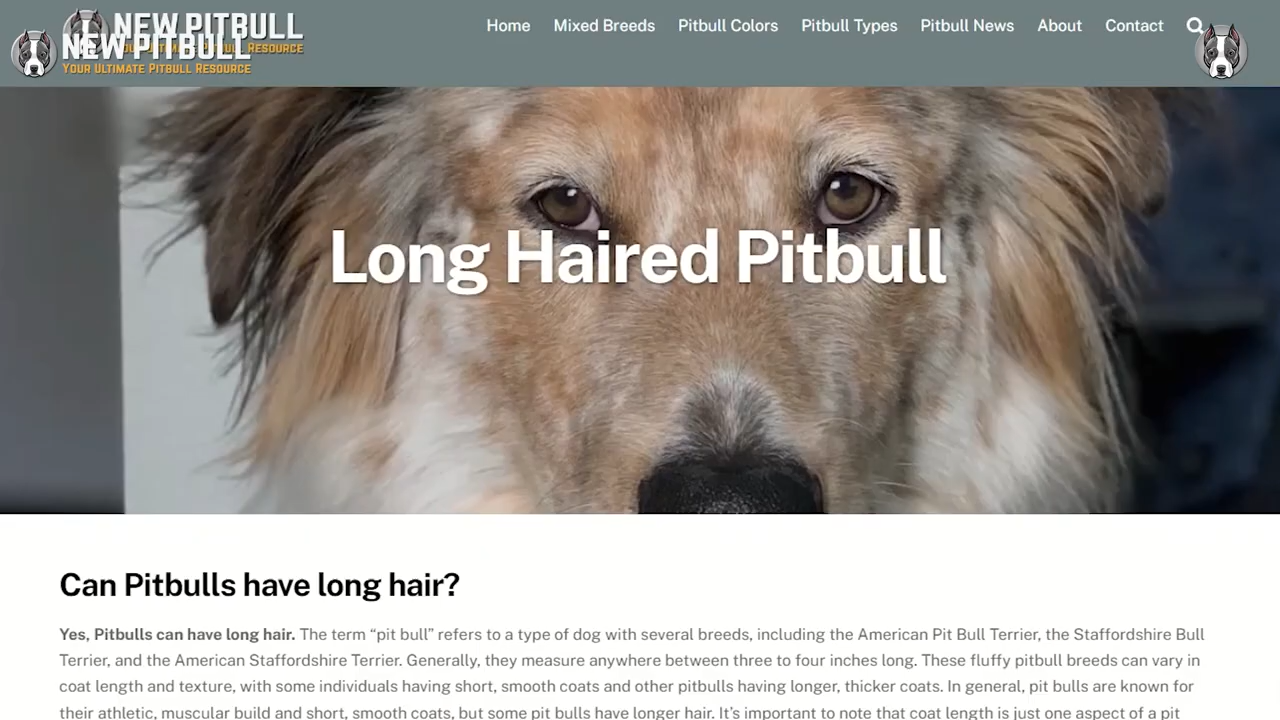 NEW PITBULL
YOUR ULTIMATE PITBULL RESOURCE
NEW PITBULL
YOUR ULTIMATE PITBULL RESOURCE
Home Mixed Breeds Pitbull Colors Pitbull Types Pitbull News About Contact
Long Haired Pitbull
Can Pitbulls have long hair?
Yes, Pitbulls can have long hair. The term “pit bull” refers to a type of dog with several breeds, including the American Pit Bull Terrier, the Staffordshire Bull
Terrier, and the American Staffordshire Terrier. Generally, they measure anywhere between three to four inches long. These fluffy pitbull breeds can vary in
coat length and texture, with some individuals having short, smooth coats and other pitbulls having longer, thicker coats. In general, pit bulls are known for
their athletic, muscular build and short, smooth coats, but some pit bulls have longer hair. It’s important to note that coat length is just one aspect of a pit